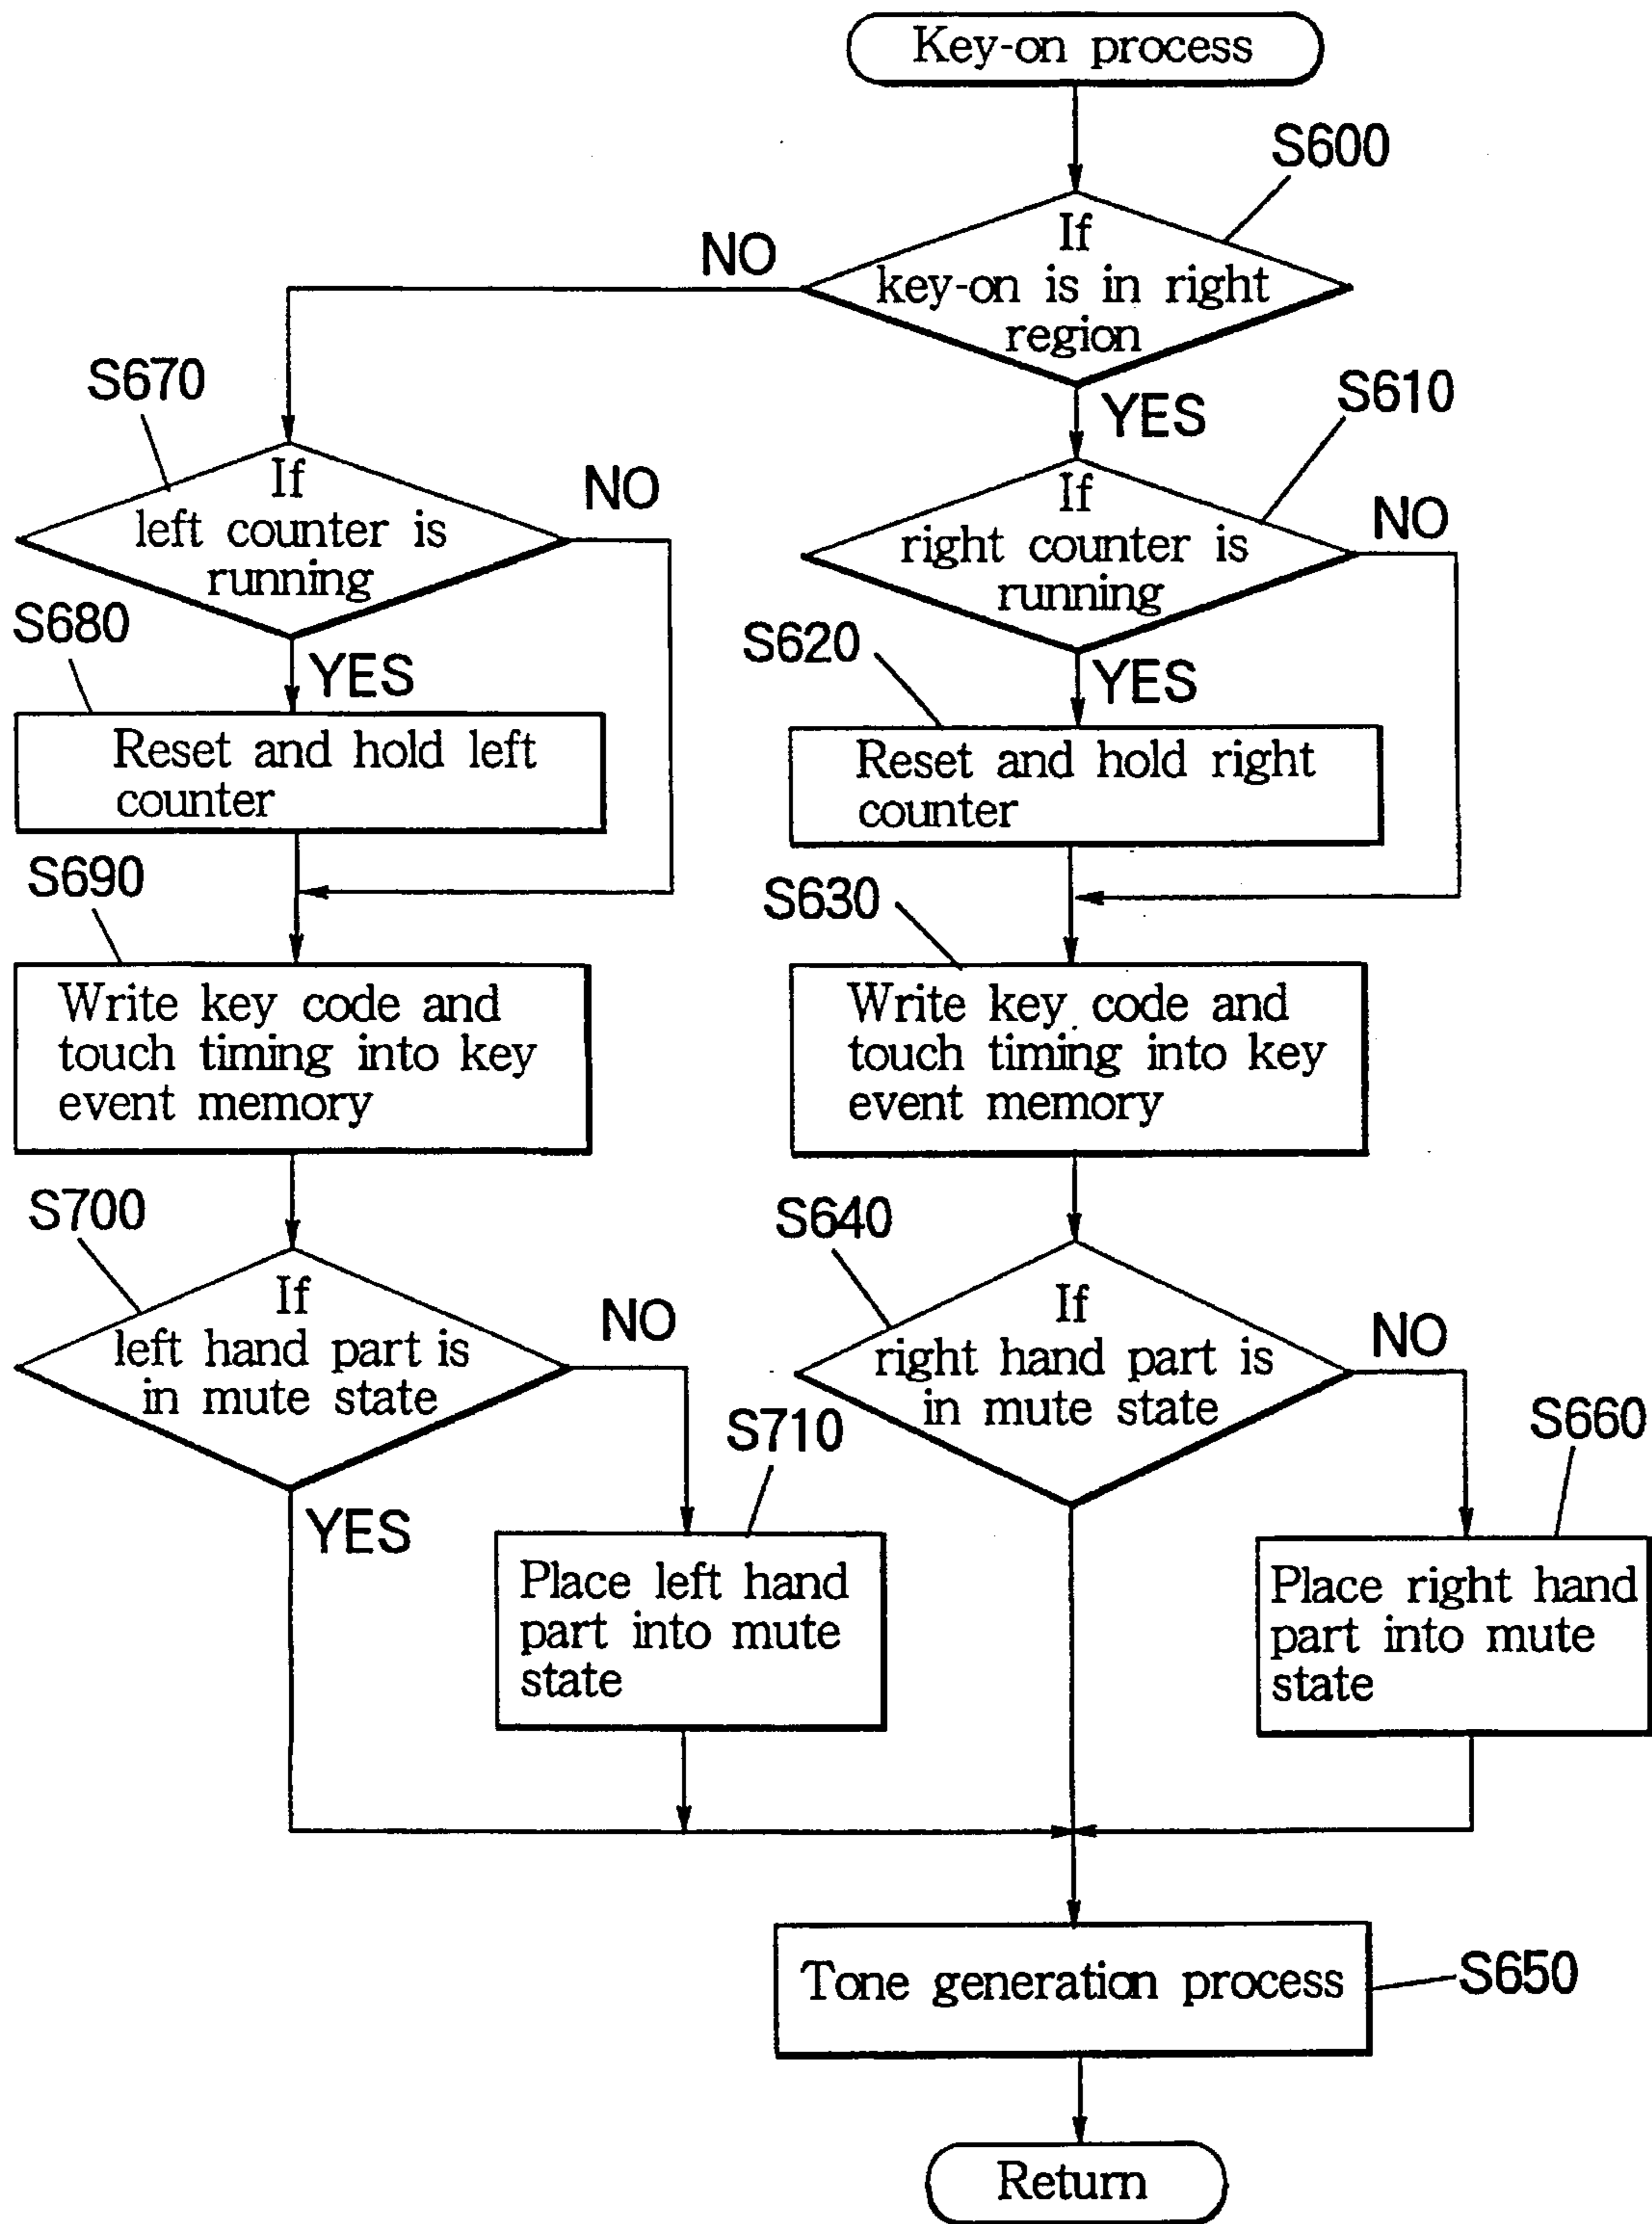 Key-on process
S600
If
key-on is in right
region
NO
YES
S670
If
left counter is
running
NO
YES
S610
If
right counter is
running
NO
YES
S680
Reset and hold left
counter
S620
Reset and hold right
counter
S690
Write key code and
touch timing into key
event memory
S630
Write key code and
touch timing into key
event memory
S700
If
left hand part is
in mute state
NO
YES
S640
If
right hand part is
in mute state
NO
S710
Place left hand
part into mute
state
S660
Place right hand
part into mute
state
Tone generation process
S650
Return